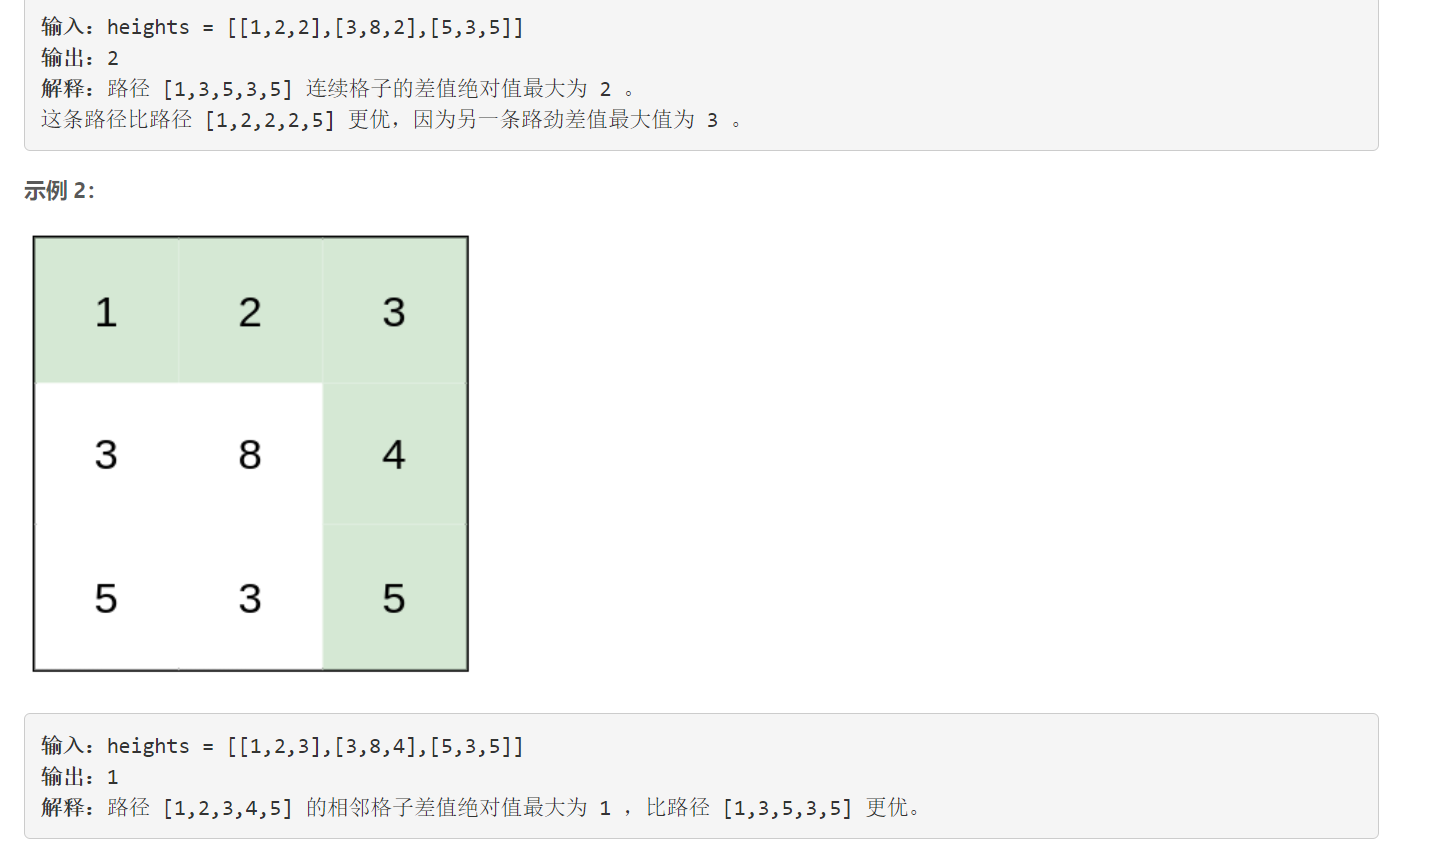 输入：heights = [[1,2,2],[3,8,2],[5,3,5]]
输出：2
解释：路径 [1,3,5,3,5] 连续格子的差值绝对值最大为 2 。
这条路径比路径 [1,2,2,2,5] 更优，因为另一条路劲差值最大值为 3 。
示例 2：
1 2 3
3 8 4
5 3 5
输入：heights = [[1,2,3],[3,8,4],[5,3,5]]
输出：1
解释：路径 [1,2,3,4,5] 的相邻格子差值绝对值最大为 1 ，比路径 [1,3,5,3,5] 更优。